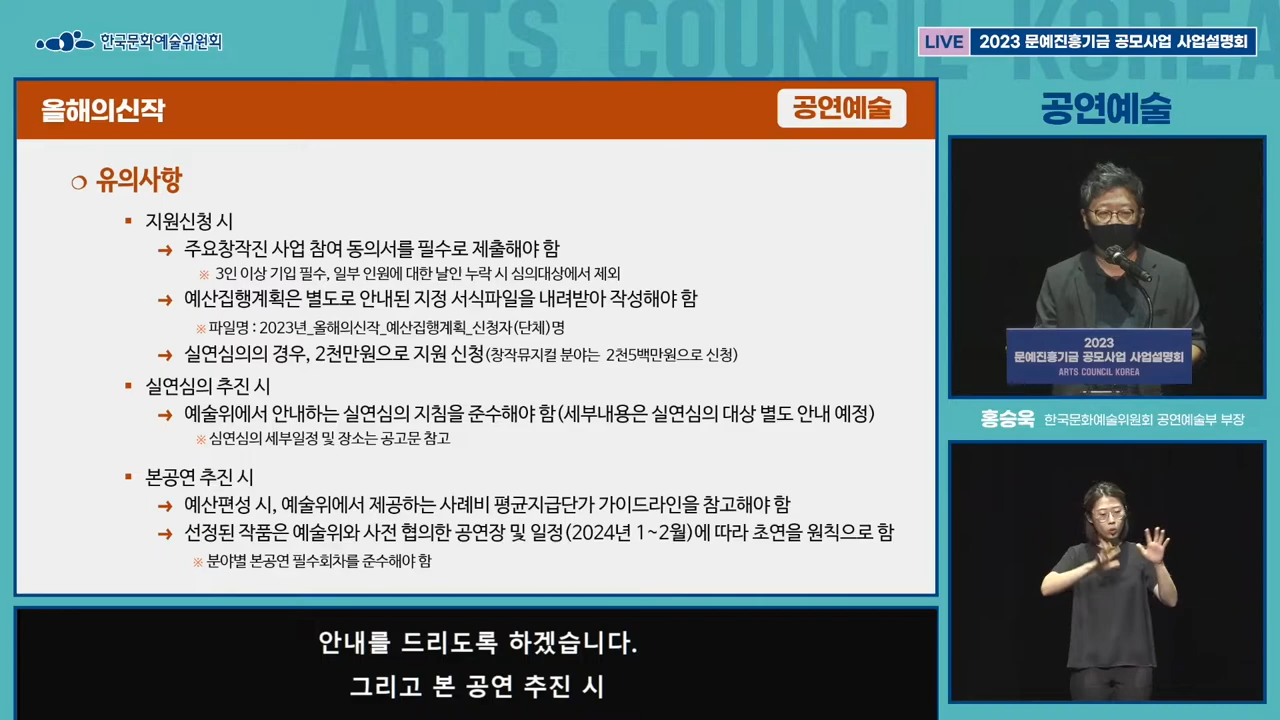 ARTS COUNCIL KOREA
한국문화예술위원회
LIVE 2023 문예진흥기금 공모사업 사업설명회
올해의신작
공연예술
❍ 유의사항
▪ 지원신청 시
➔ 주요창작진 사업 참여 동의서를 필수로 제출해야 함
※ 3인 이상 기입 필수, 일부 인원에 대한 날인 누락 시 심의대상에서 제외
➔ 예산집행계획은 별도로 안내된 지정 서식파일을 내려받아 작성해야 함
※ 파일명 : 2023년_올해의신작_예산집행계획_신청자(단체)명
➔ 실연심의의 경우, 2천만원으로 지원 신청(창작뮤지컬 분야는 2천5백만원으로 신청)
▪ 실연심의 추진 시
➔ 예술위에서 안내하는 실연심의 지침을 준수해야 함(세부내용은 실연심의 대상 별도 안내 예정)
※ 심연심의 세부일정 및 장소는 공고문 참고
▪ 본공연 추진 시
➔ 예산편성 시, 예술위에서 제공하는 사례비 평균지급단가 가이드라인을 참고해야 함
➔ 선정된 작품은 예술위와 사전 협의한 공연장 및 일정(2024년 1~2월)에 따라 초연을 원칙으로 함
※ 분야별 본공연 필수회차를 준수해야 함
안내를 드리도록 하겠습니다.
그리고 본 공연 추진 시
공연예술
2023
문예진흥기금 공모사업 사업설명회
ARTS COUNCIL KOREA
홍승욱 한국문화예술위원회 공연예술부 부장